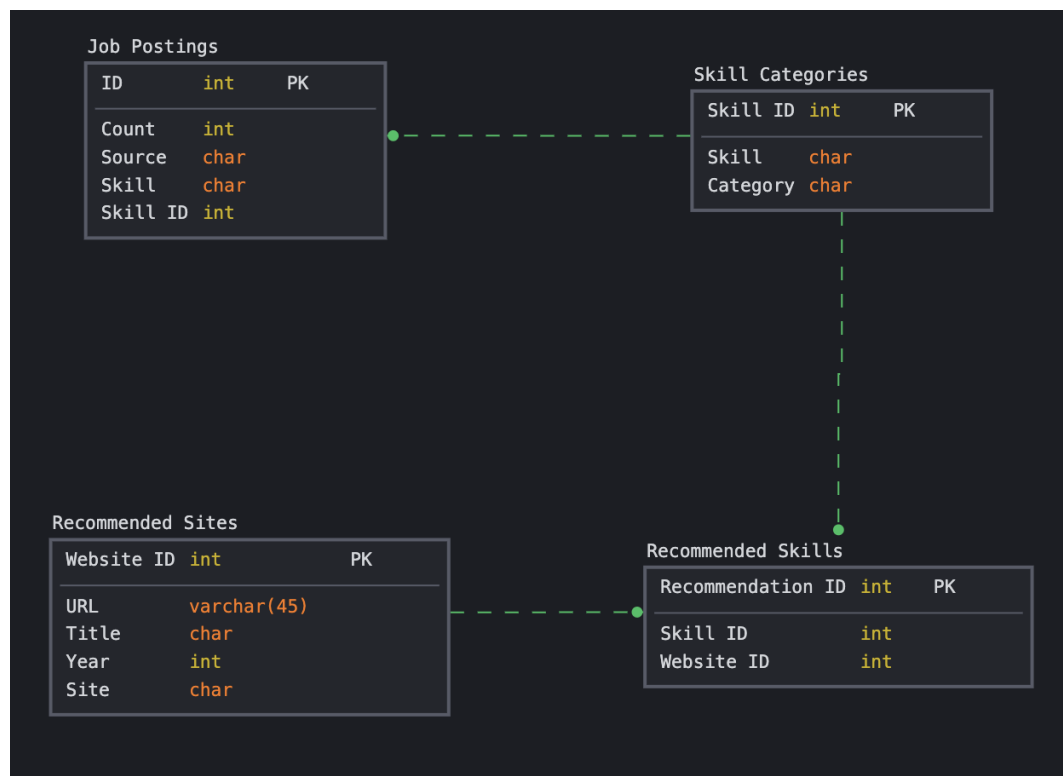 Job Postings
ID int PK
Count int
Source char
Skill char
Skill ID int
Skill Categories
Skill ID int PK
Skill char
Category char
Recommended Sites
Website ID int PK
URL varchar(45)
Title char
Year int
Site char
Recommended Skills
Recommendation ID int PK
Skill ID int
Website ID int